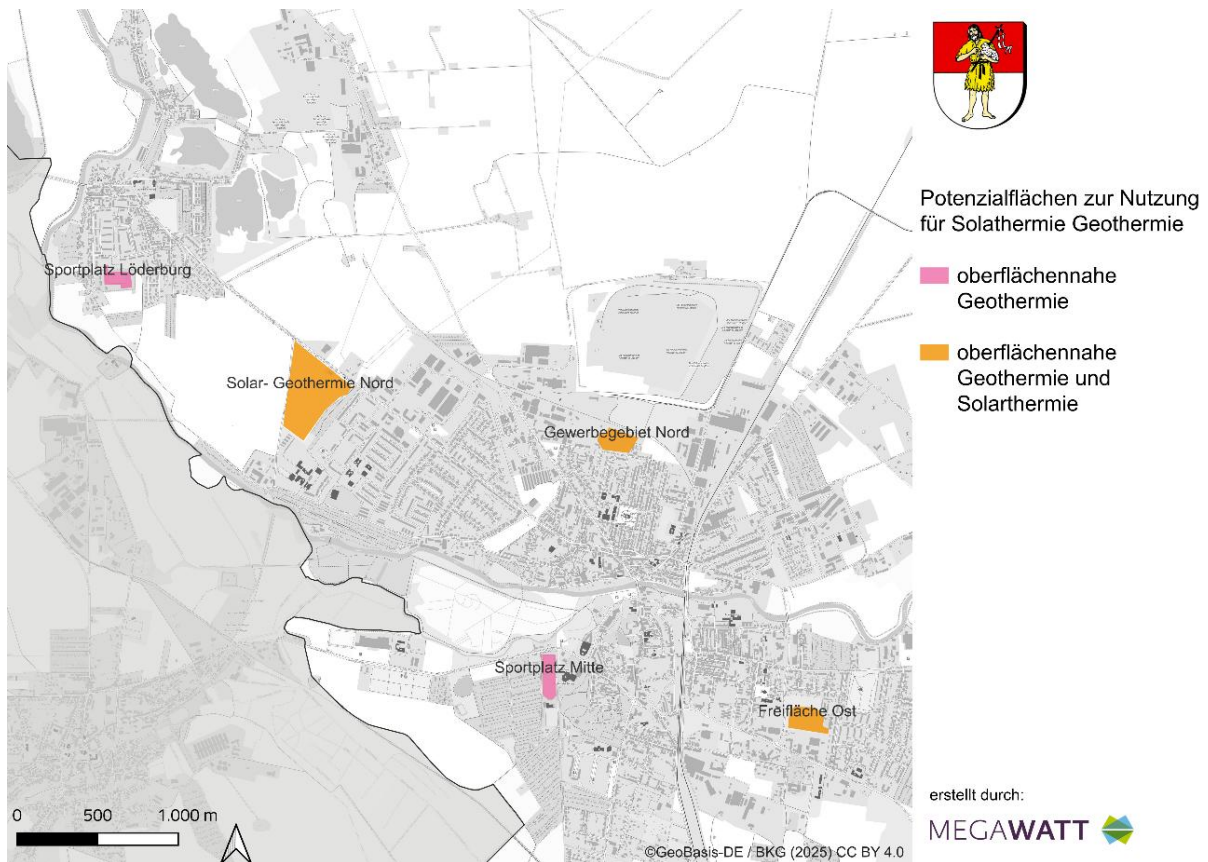 Potenzialflächen zur Nutzung
für Solathermie Geothermie
oberflächennahe
Geothermie
oberflächennahe
Geothermie und
Solarthermie
Sportplatz Löderburg
Solar- Geothermie Nord
Gewerbegebiet Nord
Sportplatz Mitte
Freifläche Ost
0 500 1.000 m
©GeoBasis-DE / BKG (2025) CC BY 4.0
erstellt durch:
MEGAWATT